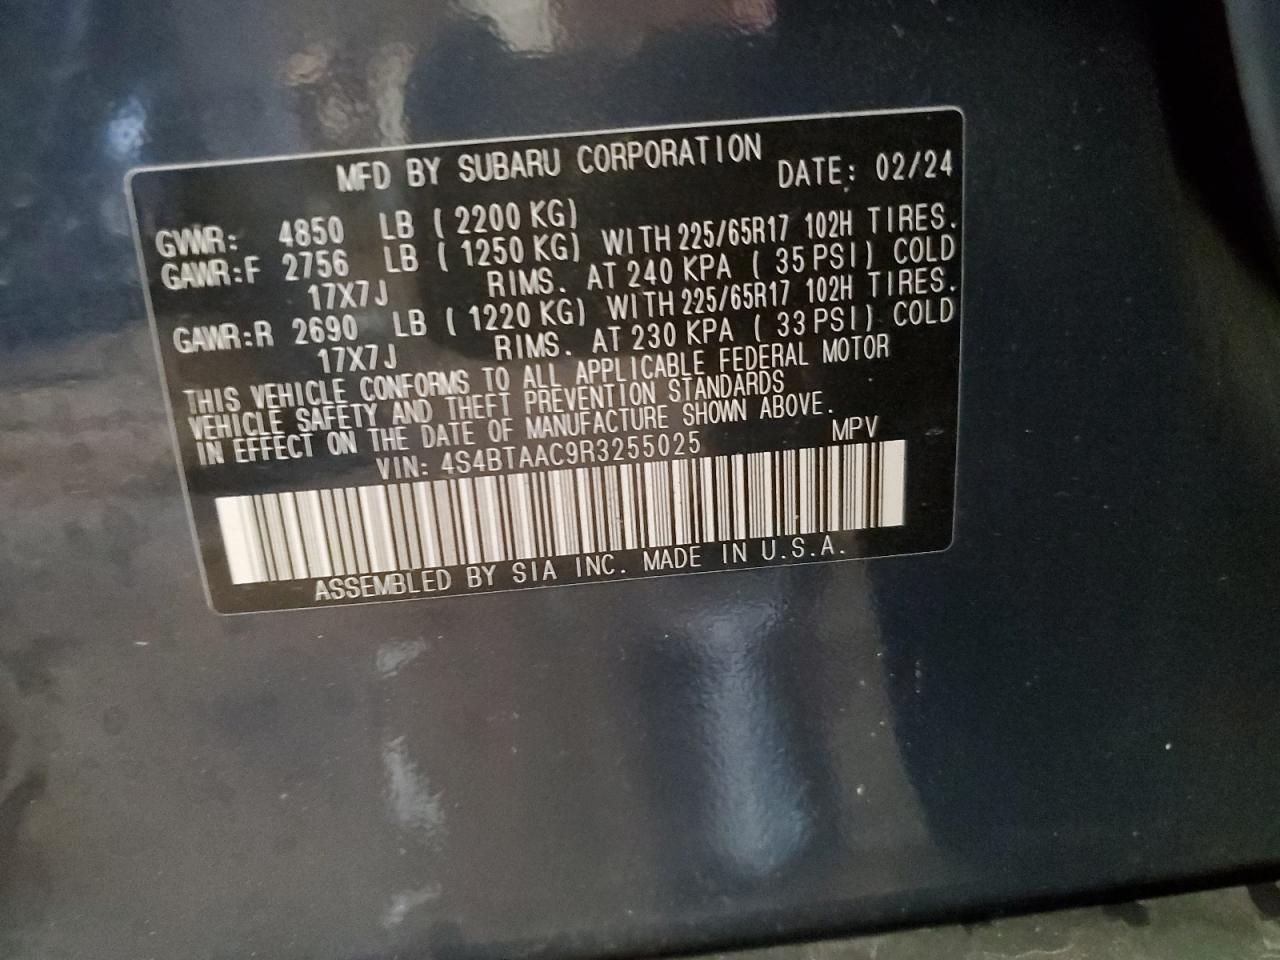 MFD BY SUBARU CORPORATION
DATE: 02/24
GVWR: 4850 LB ( 2200 KG)
GAWR:F 2756 LB ( 1250 KG) WITH 225/65R17 102H TIRES.
17X7J RIMS. AT 240 KPA ( 35 PSI) COLD
GAWR:R 2690 LB ( 1220 KG) WITH 225/65R17 102H TIRES.
17X7J RIMS. AT 230 KPA ( 33 PSI) COLD
THIS VEHICLE CONFORMS TO ALL APPLICABLE FEDERAL MOTOR
VEHICLE SAFETY AND THEFT PREVENTION STANDARDS
IN EFFECT ON THE DATE OF MANUFACTURE SHOWN ABOVE.
VIN: 4S4BTAAC9R3255025 MPV
ASSEMBLED BY SIA INC. MADE IN U.S.A.